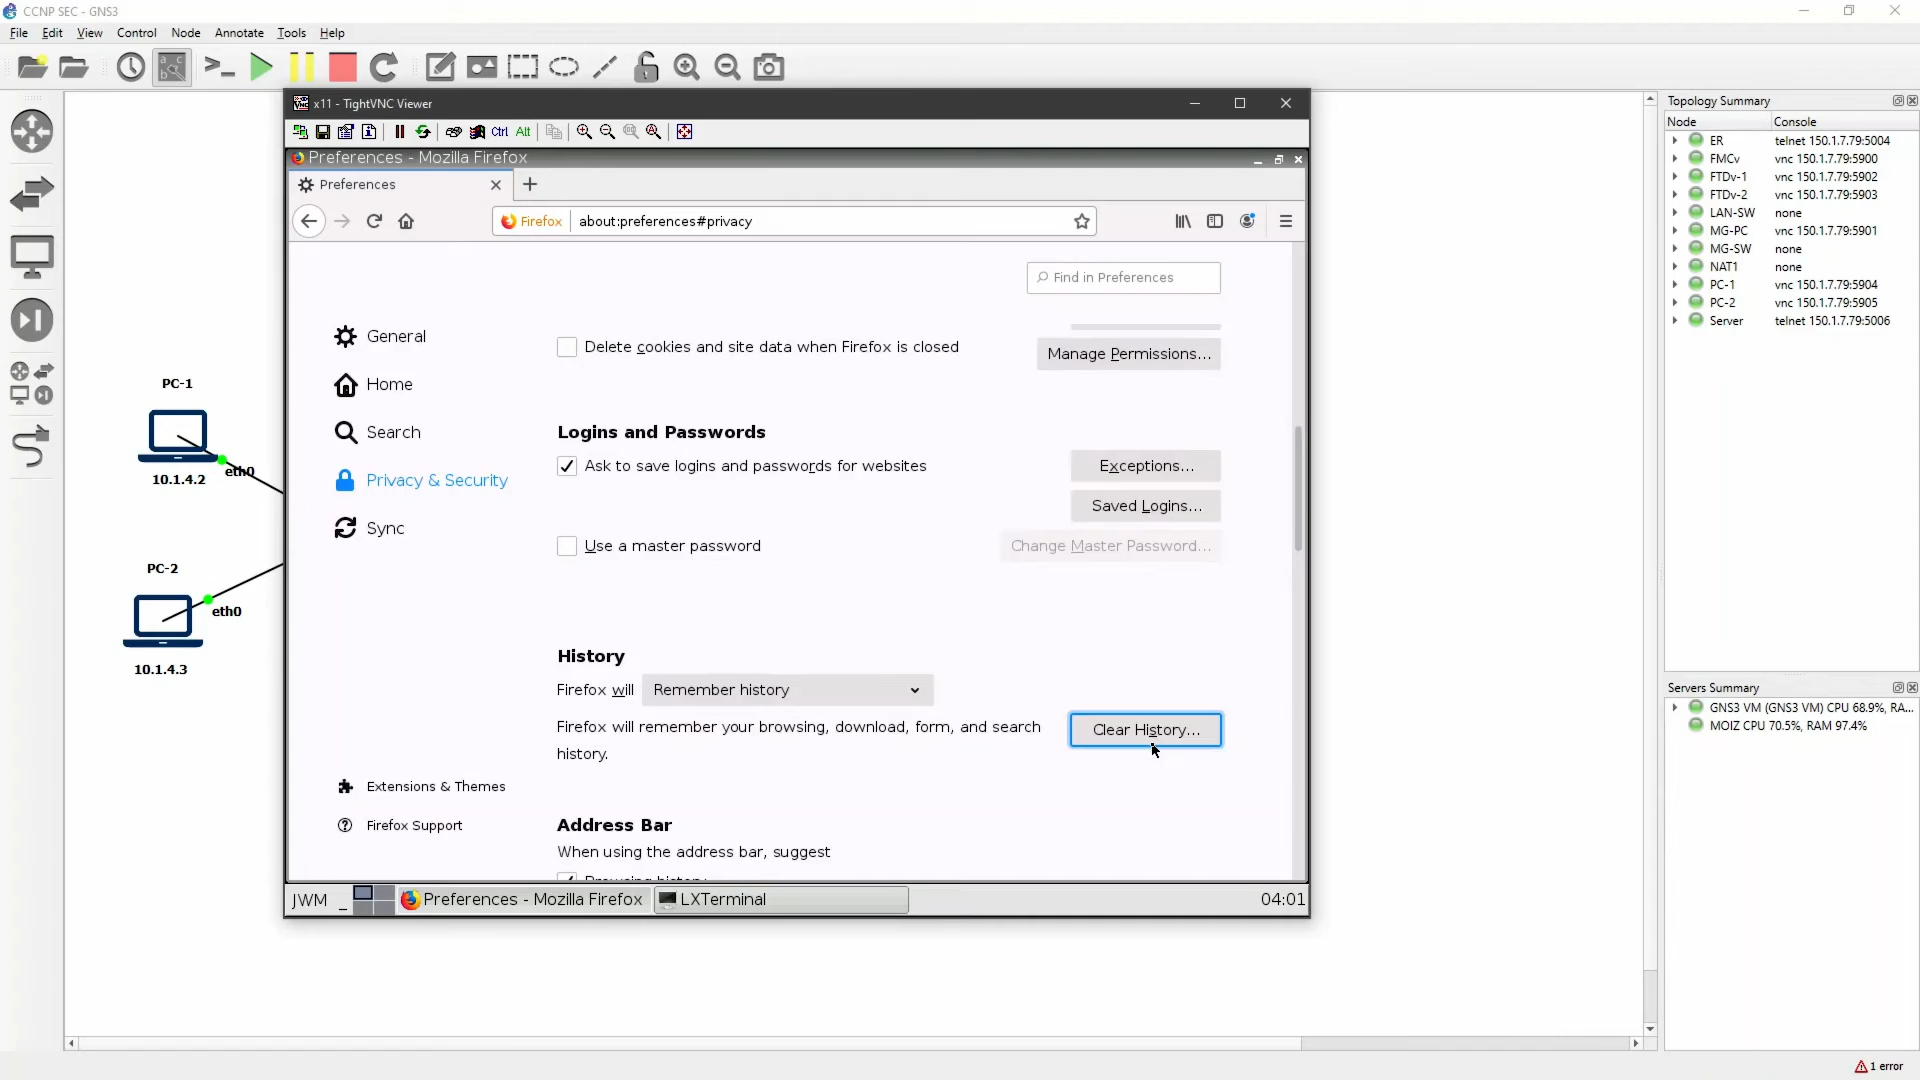 CCNP SEC - GNS3
File Edit View Control Node Annotate Tools Help
x11 - TightVNC Viewer
Ctrl Alt
Preferences - Mozilla Firefox
Preferences
Firefox about:preferences#privacy
Find in Preferences
General
Home
Search
Privacy & Security
Sync
Extensions & Themes
Firefox Support
Delete cookies and site data when Firefox is closed
Manage Permissions...
Logins and Passwords
Ask to save logins and passwords for websites
Exceptions...
Saved Logins...
Use a master password
Change Master Password...
History
Firefox will Remember history
Firefox will remember your browsing, download, form, and search
history.
Clear History...
Address Bar
When using the address bar, suggest
Browsing history
JWM
Preferences - Mozilla Firefox
LXTerminal
04:01
PC-1
eth0
10.1.4.2
PC-2
eth0
10.1.4.3
Topology Summary
Node Console
ER telnet 150.1.7.79:5004
FMCv vnc 150.1.7.79:5900
FTDv-1 vnc 150.1.7.79:5902
FTDv-2 vnc 150.1.7.79:5903
LAN-SW none
MG-PC vnc 150.1.7.79:5901
MG-SW none
NAT1 none
PC-1 vnc 150.1.7.79:5904
PC-2 vnc 150.1.7.79:5905
Server telnet 150.1.7.79:5006
Servers Summary
GNS3 VM (GNS3 VM) CPU 68.9%, RA...
MOIZ CPU 70.5%, RAM 97.4%
1 error